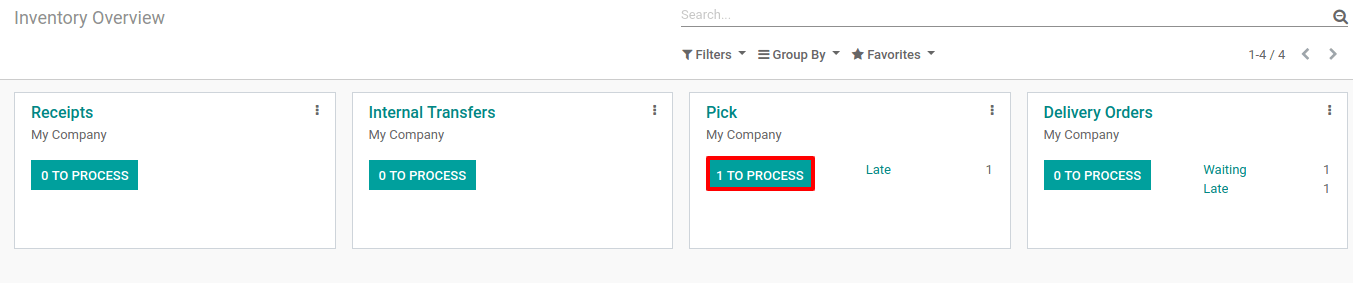 Inventory Overview
Search...
Filters
Group By
Favorites
1-4 / 4
Receipts
My Company
0 TO PROCESS
Internal Transfers
My Company
0 TO PROCESS
Pick
My Company
1 TO PROCESS
Late 1
Delivery Orders
My Company
0 TO PROCESS
Waiting 1
Late 1